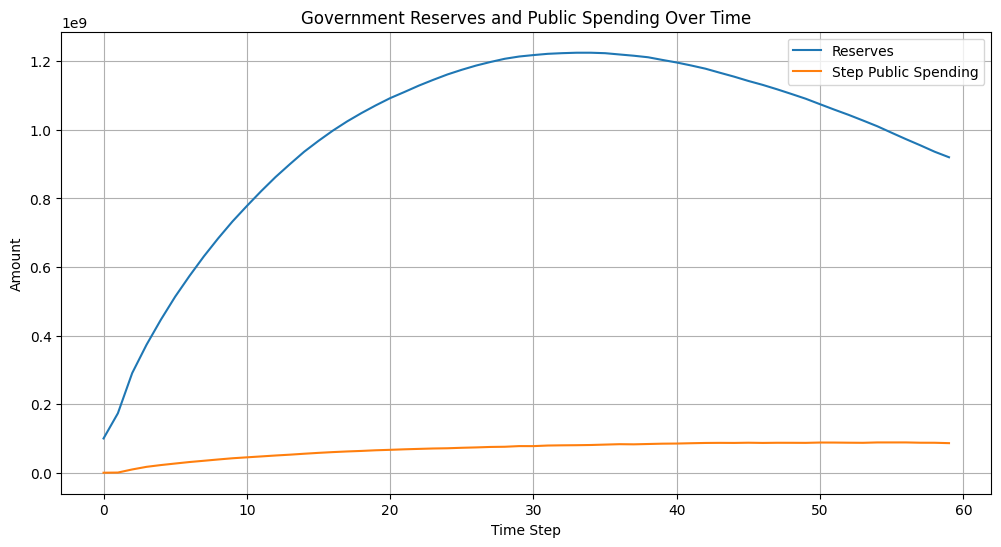 Government Reserves and Public Spending Over Time
1e9
Reserves
Step Public Spending
1.2
1.0
0.8
0.6
0.4
0.2
0.0
Amount
0 10 20 30 40 50 60
Time Step